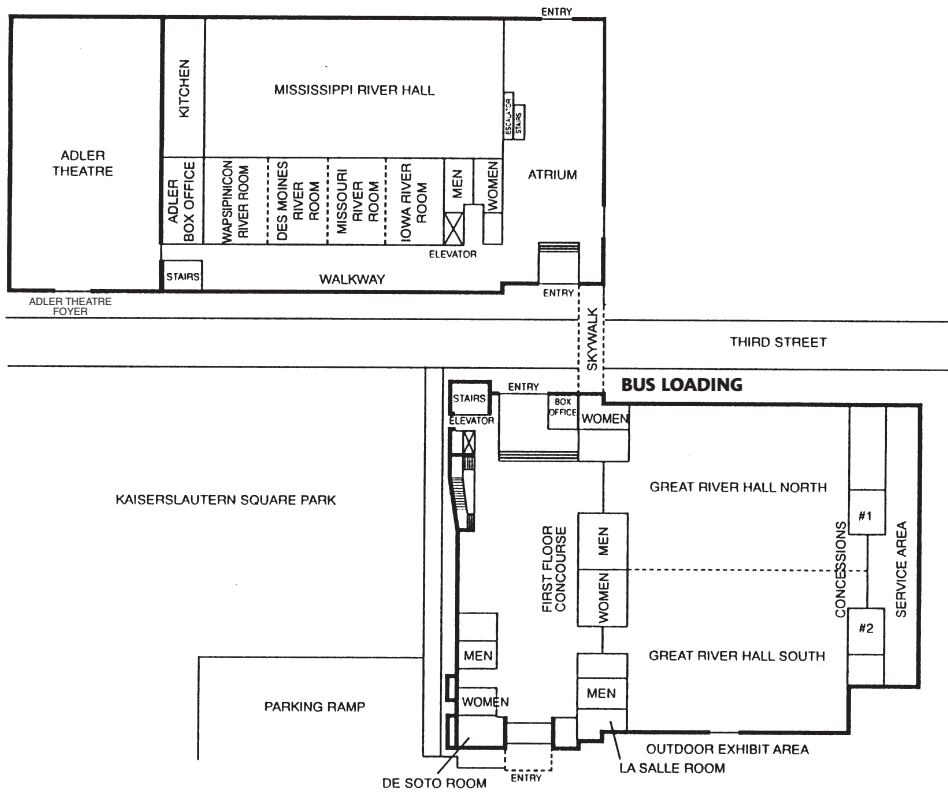 ENTRY
KITCHEN
MISSISSIPPI RIVER HALL
ESCALATOR
STAIRS
ADLER
THEATRE
ADLER
BOX OFFICE
WAPSIPINICON
RIVER ROOM
DES MOINES
RIVER
ROOM
MISSOURI
RIVER
ROOM
IOWA RIVER
ROOM
MEN
WOMEN
ATRIUM
ELEVATOR
STAIRS
WALKWAY
ENTRY
ADLER THEATRE
FOYER
SKYWALK
THIRD STREET
BUS LOADING
STAIRS
ENTRY
BOX
OFFICE
WOMEN
ELEVATOR
KAISERSLAUTERN SQUARE PARK
GREAT RIVER HALL NORTH
#1
FIRST FLOOR
CONCOURSE
MEN
WOMEN
CONCESSIONS
SERVICE AREA
#2
MEN
GREAT RIVER HALL SOUTH
WOMEN
MEN
PARKING RAMP
OUTDOOR EXHIBIT AREA
LA SALLE ROOM
DE SOTO ROOM
ENTRY